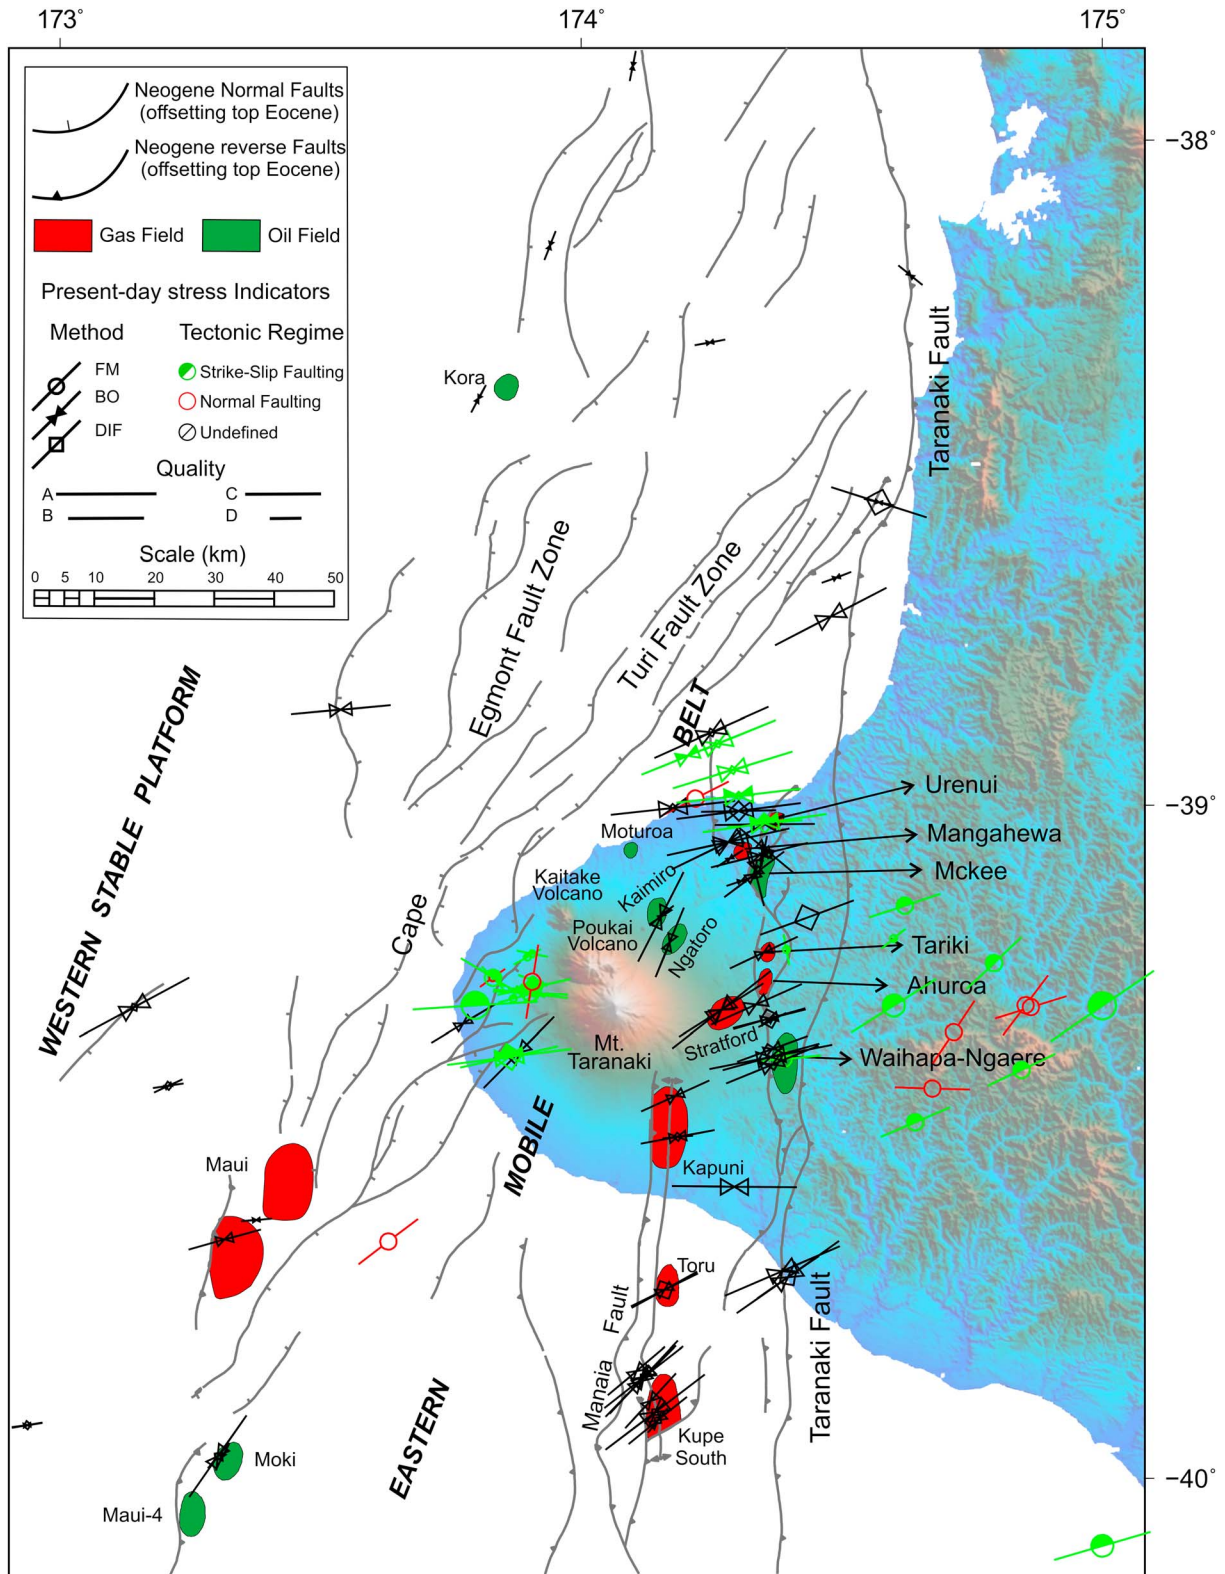 173°
174°
175°
Neogene Normal Faults
(offsetting top Eocene)
Neogene reverse Faults
(offsetting top Eocene)
Gas Field
Oil Field
Present-day stress Indicators
Method
Tectonic Regime
FM
Strike-Slip Faulting
BO
Normal Faulting
DIF
Undefined
Quality
A
C
B
D
Scale (km)
0 5 10 20 30 40 50
−38°
Taranaki Fault
Kora
Egmont Fault Zone
Turi Fault Zone
WESTERN STABLE PLATFORM
BELT
Urenui
−39°
Moturoa
Mangahewa
Mckee
Kaitake
Volcano
Kaimiro
Cape
Poukai
Volcano
Ngatoro
Tariki
Ahuroa
Stratford
Mt.
Taranaki
Waihapa-Ngaere
MOBILE
Maui
Kapuni
Toru
Fault
Manaia
Taranaki Fault
EASTERN
Kupe
South
Moki
Maui-4
−40°